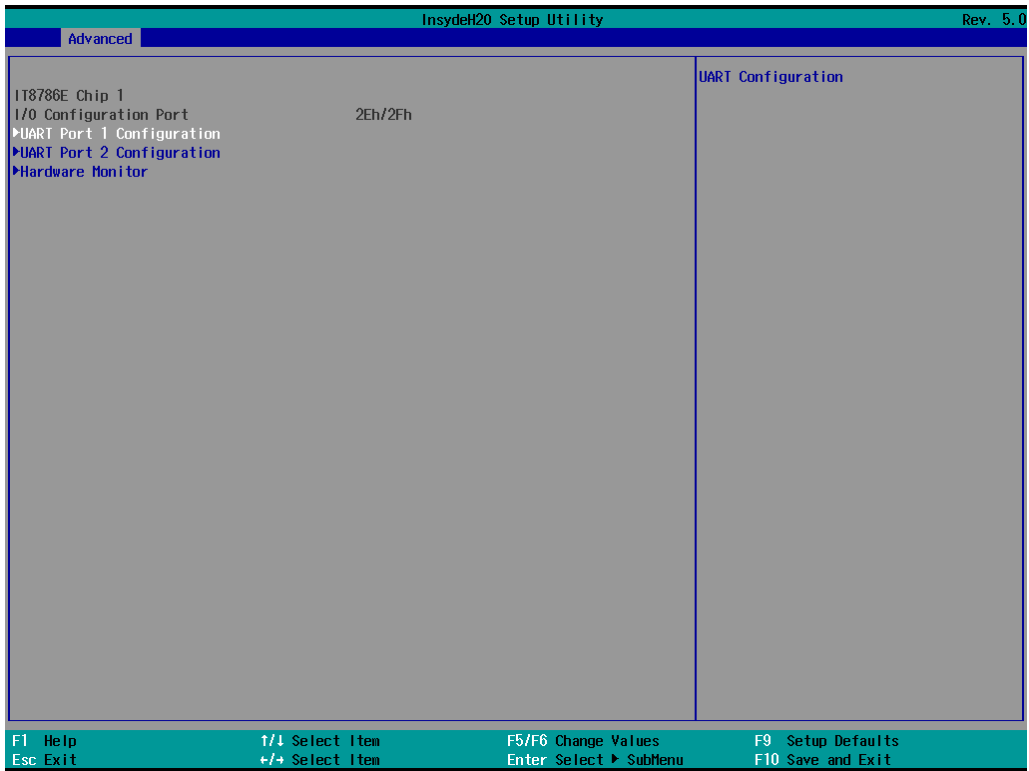 InsydeH20 Setup Utility Rev. 5.0
Advanced
UART Configuration
IT8786E Chip 1
I/O Configuration Port 2Eh/2Fh
▶UART Port 1 Configuration
▶UART Port 2 Configuration
▶Hardware Monitor
F1 Help ↑/↓ Select Item F5/F6 Change Values F9 Setup Defaults
Esc Exit ←/→ Select Item Enter Select ▶ SubMenu F10 Save and Exit